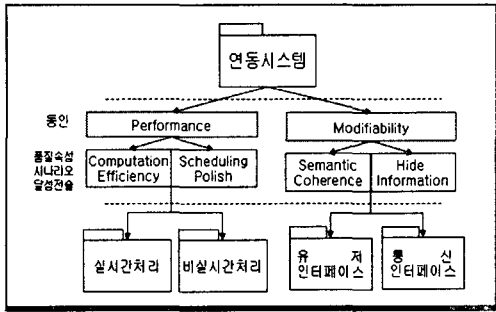 연동시스템
동인
Performance
Modifiability
품질속성
시나리오
달성전술
Computation
Efficiency
Scheduling
Polish
Semantic
Coherence
Hide
Information
실시간처리
비실시간처리
유 저
인터페이스
통 신
인터페이스